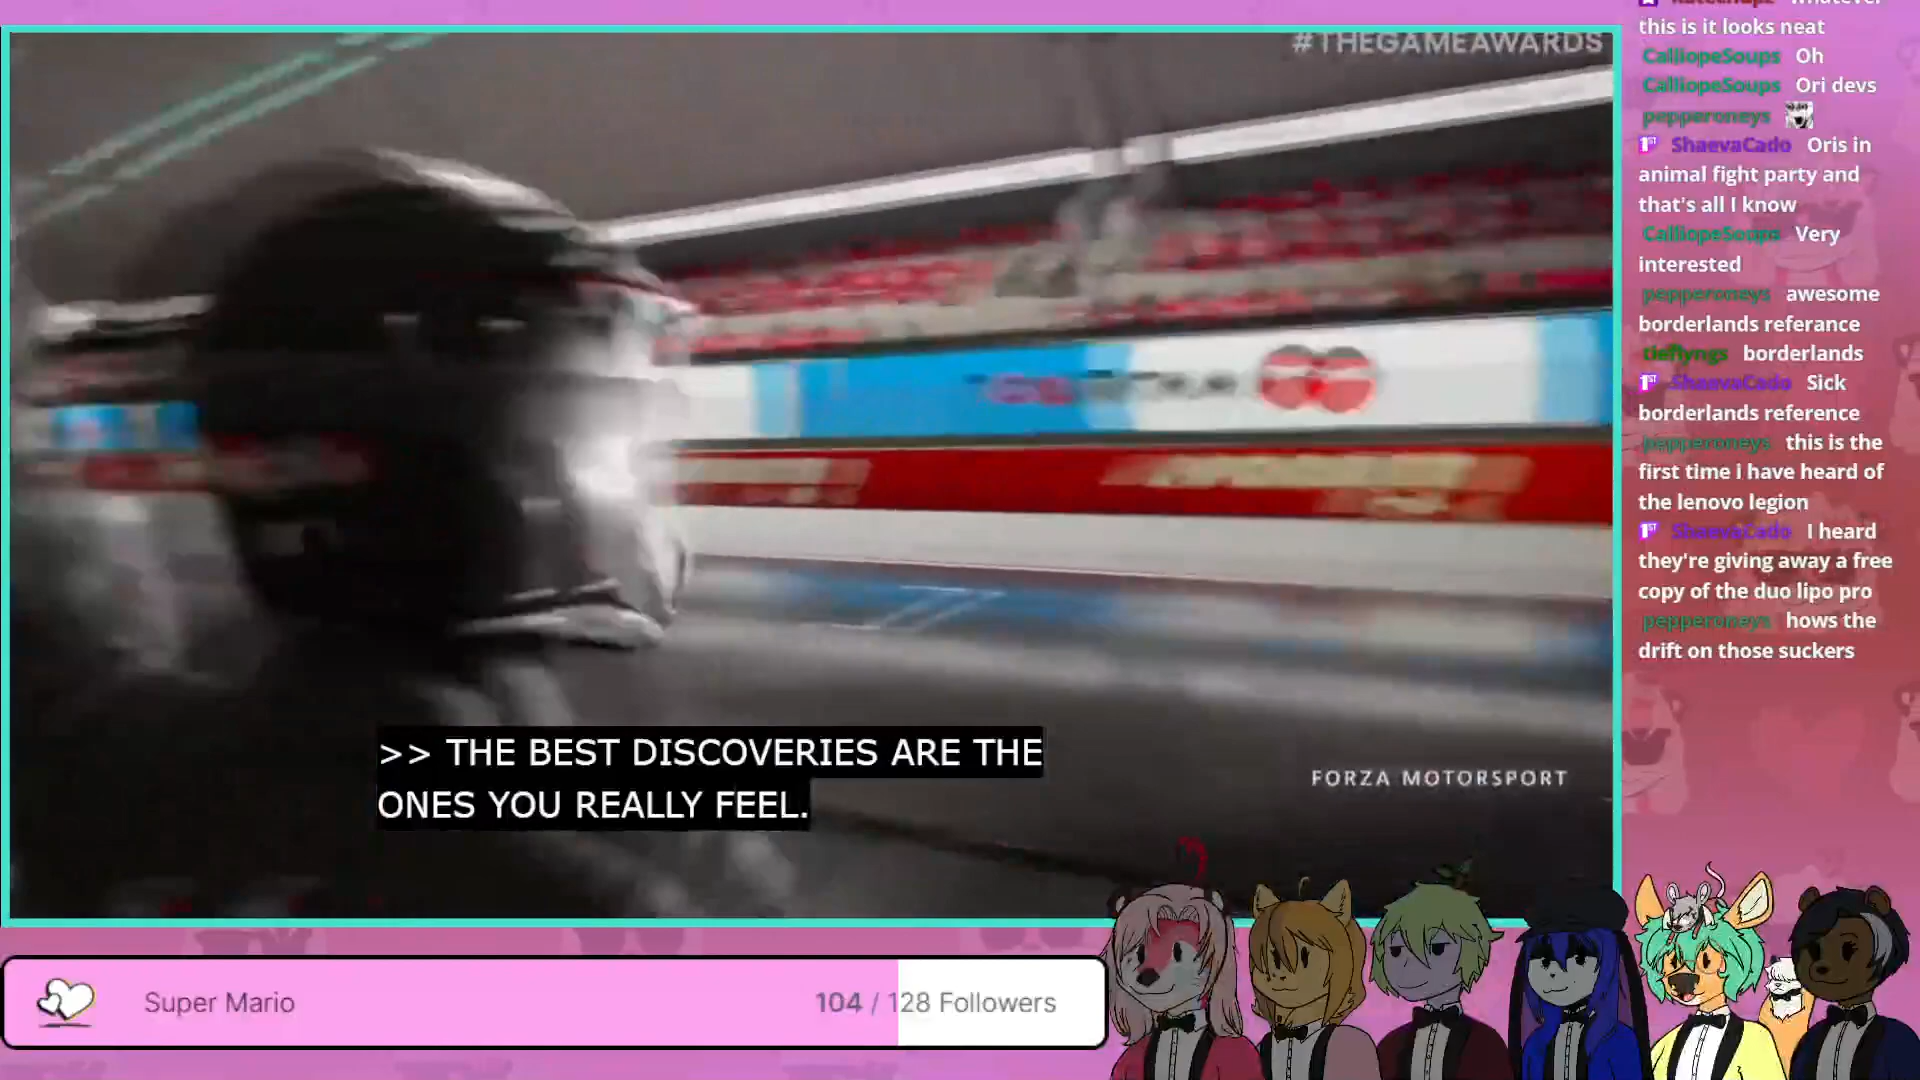 #THEGAMEAWARDS
>> THE BEST DISCOVERIES ARE THE
ONES YOU REALLY FEEL.
FORZA MOTORSPORT
Super Mario
104 / 128 Followers
this is it looks neat
CalliopeSoups Oh
CalliopeSoups Ori devs
pepperoneys
1ST ShaevaCado Oris in
animal fight party and
that's all I know
CalliopeSoups Very
interested
pepperoneys awesome
borderlands referance
tieflyngs borderlands
1ST ShaevaCado Sick
borderlands reference
pepperoneys this is the
first time i have heard of
the lenovo legion
1ST ShaevaCado I heard
they're giving away a free
copy of the duo lipo pro
pepperoneys hows the
drift on those suckers